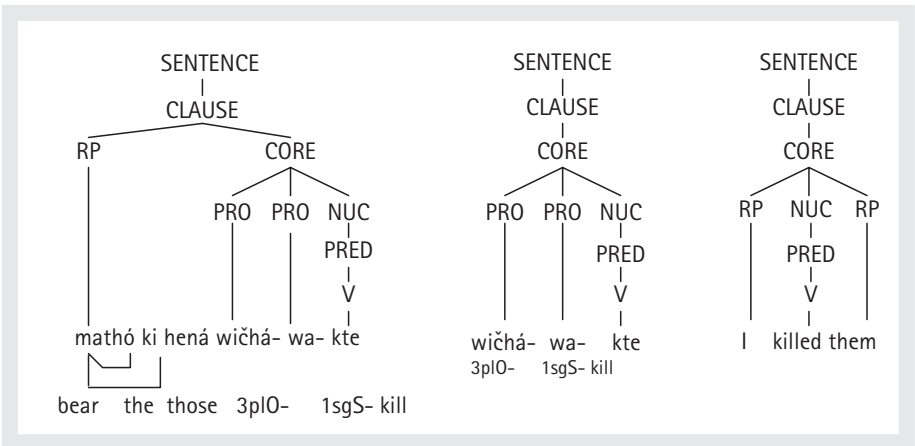 SENTENCE
CLAUSE
RP CORE
PRO PRO NUC
PRED
V
mathó ki hená wičhá- wa- kte
bear the those 3plO- 1sgS- kill
SENTENCE
CLAUSE
CORE
PRO PRO NUC
PRED
V
wičhá- wa- kte
3plO- 1sgS- kill
SENTENCE
CLAUSE
CORE
RP NUC RP
PRED
V
I killed them